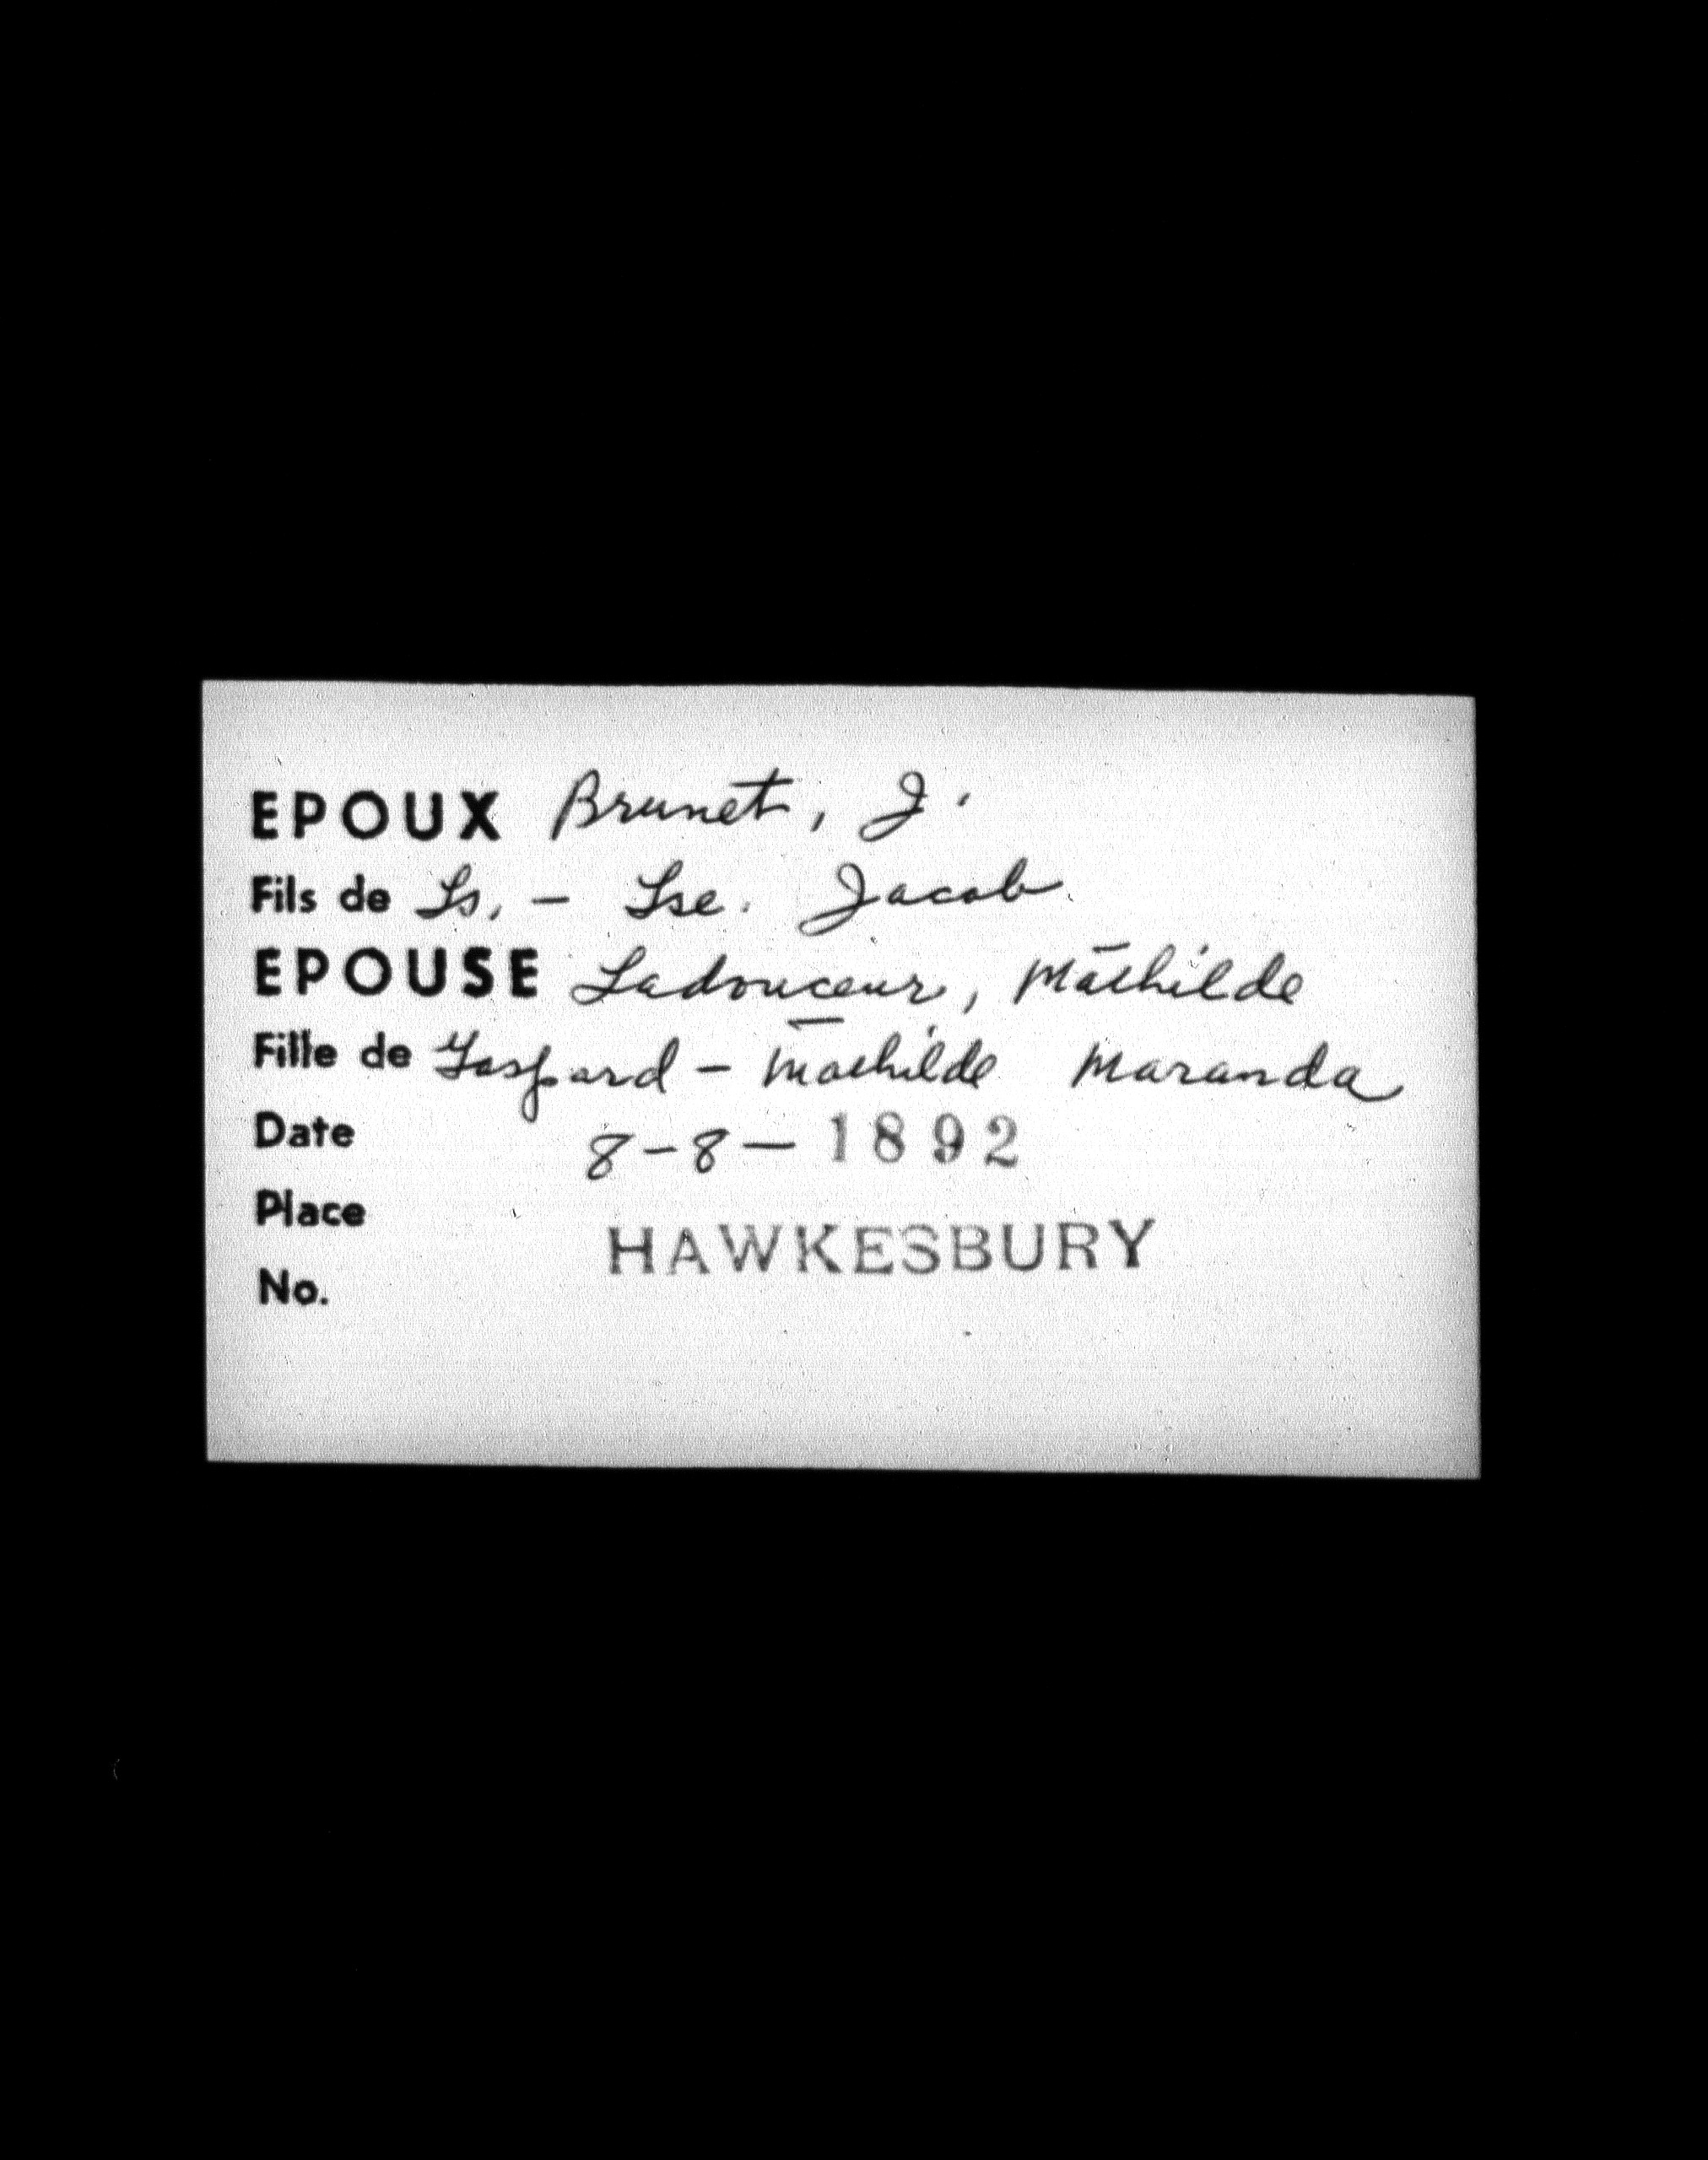 EPOUX Brunet, J.
Fils de Ls. - Lse. Jacob
EPOUSE Ladouceur, Mathilde
Fille de Gaspard - Mathilde Maranda
Date 8-8-1892
Place HAWKESBURY
No.